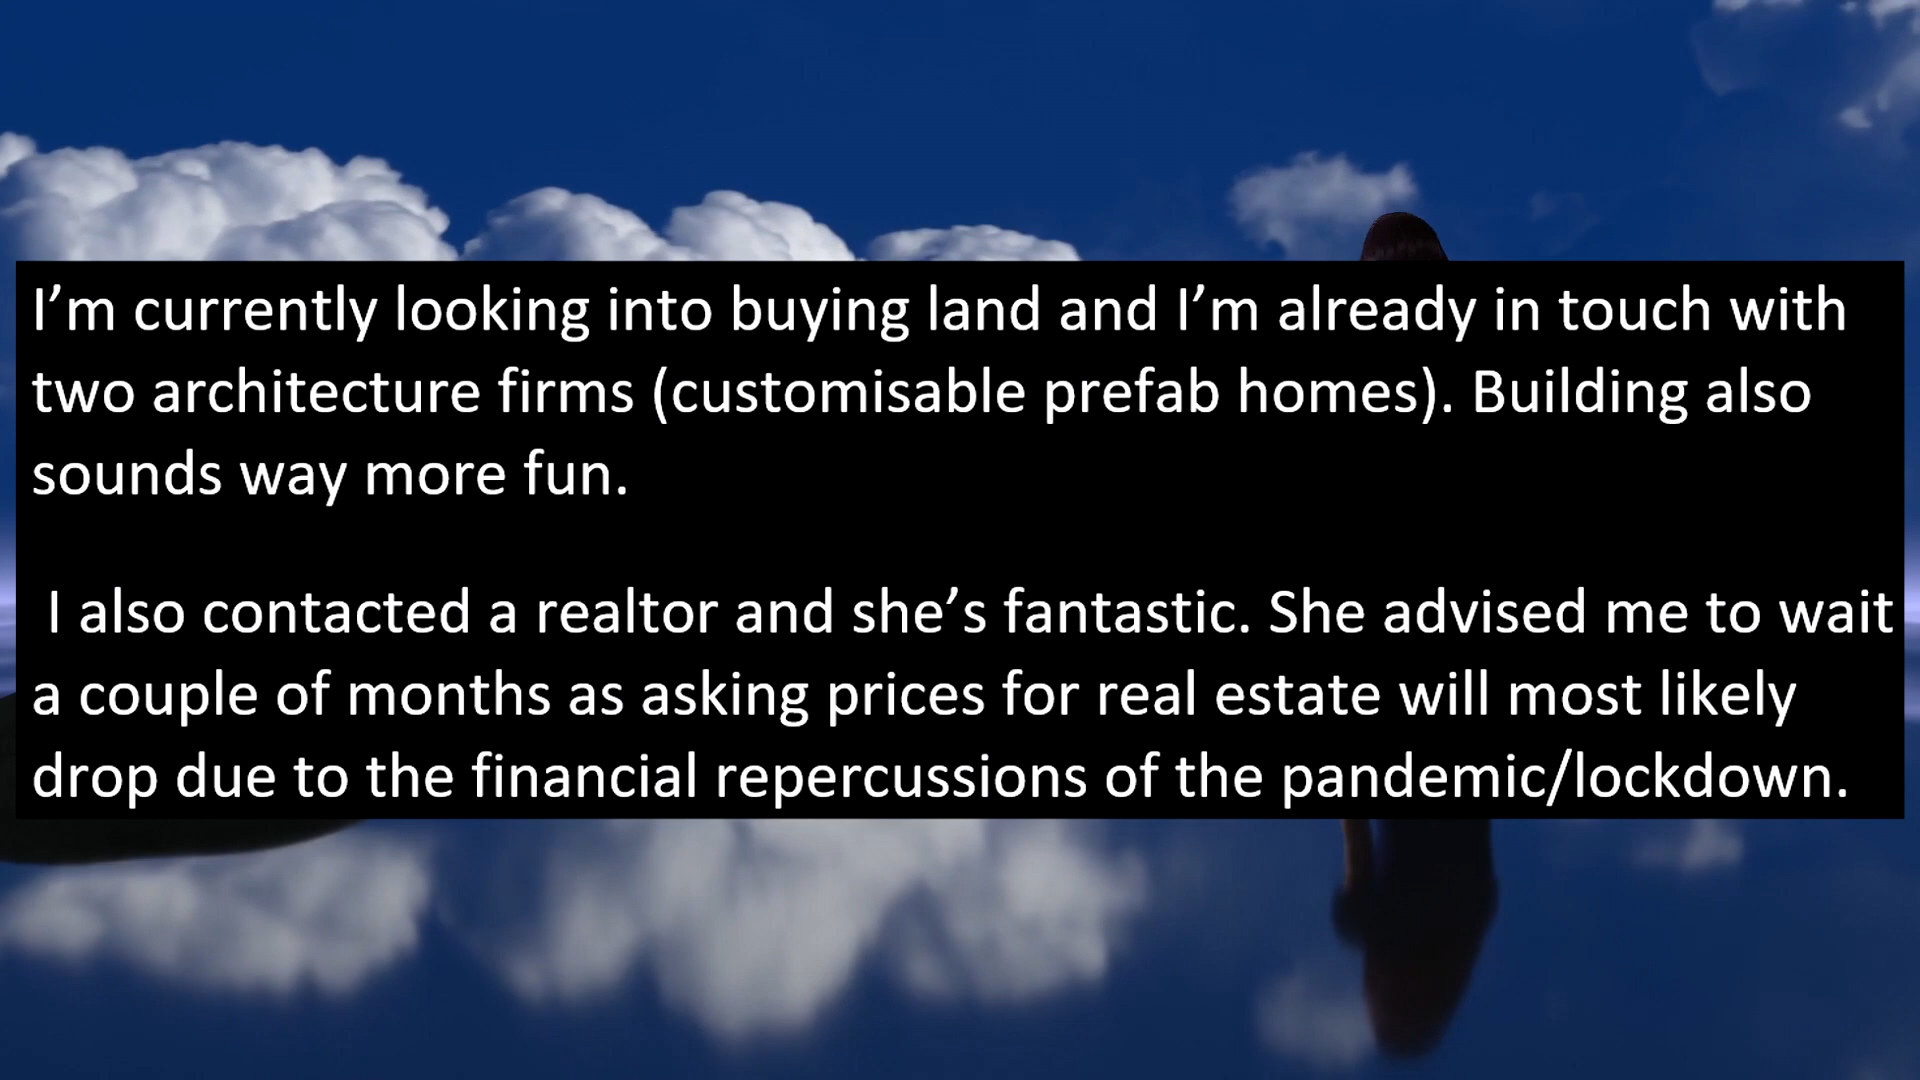 I’m currently looking into buying land and I’m already in touch with
two architecture firms (customisable prefab homes). Building also
sounds way more fun.
I also contacted a realtor and she’s fantastic. She advised me to wait
a couple of months as asking prices for real estate will most likely
drop due to the financial repercussions of the pandemic/lockdown.